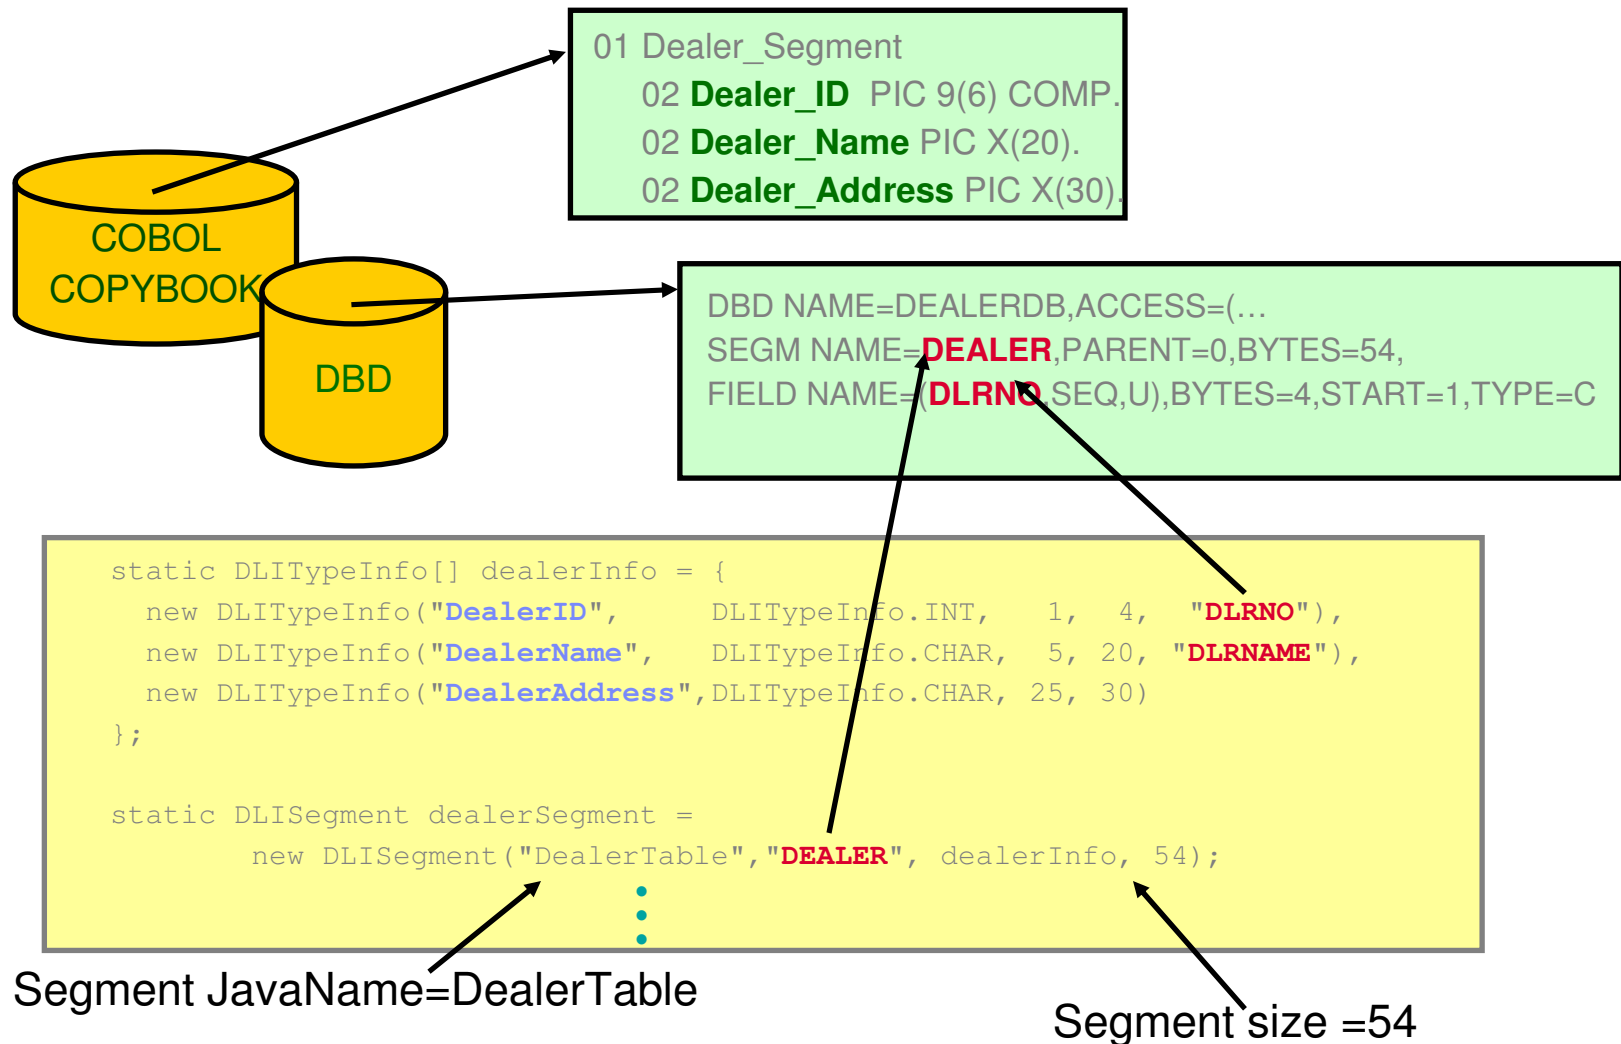 01 Dealer_Segment
02 Dealer_ID PIC 9(6) COMP.
02 Dealer_Name PIC X(20).
02 Dealer_Address PIC X(30).
COBOL
COPYBOOK
DBD
DBD NAME=DEALERDB,ACCESS=(…
SEGM NAME=DEALER,PARENT=0,BYTES=54,
FIELD NAME=(DLRNO,SEQ,U),BYTES=4,START=1,TYPE=C
static DLITypeInfo[] dealerInfo = {
new DLITypeInfo("DealerID", DLITypeInfo.INT, 1, 4, "DLRNO"),
new DLITypeInfo("DealerName", DLITypeInfo.CHAR, 5, 20, "DLRNAME"),
new DLITypeInfo("DealerAddress",DLITypeInfo.CHAR, 25, 30)
};
static DLISegment dealerSegment =
new DLISegment("DealerTable","DEALER", dealerInfo, 54);
Segment JavaName=DealerTable
Segment size =54